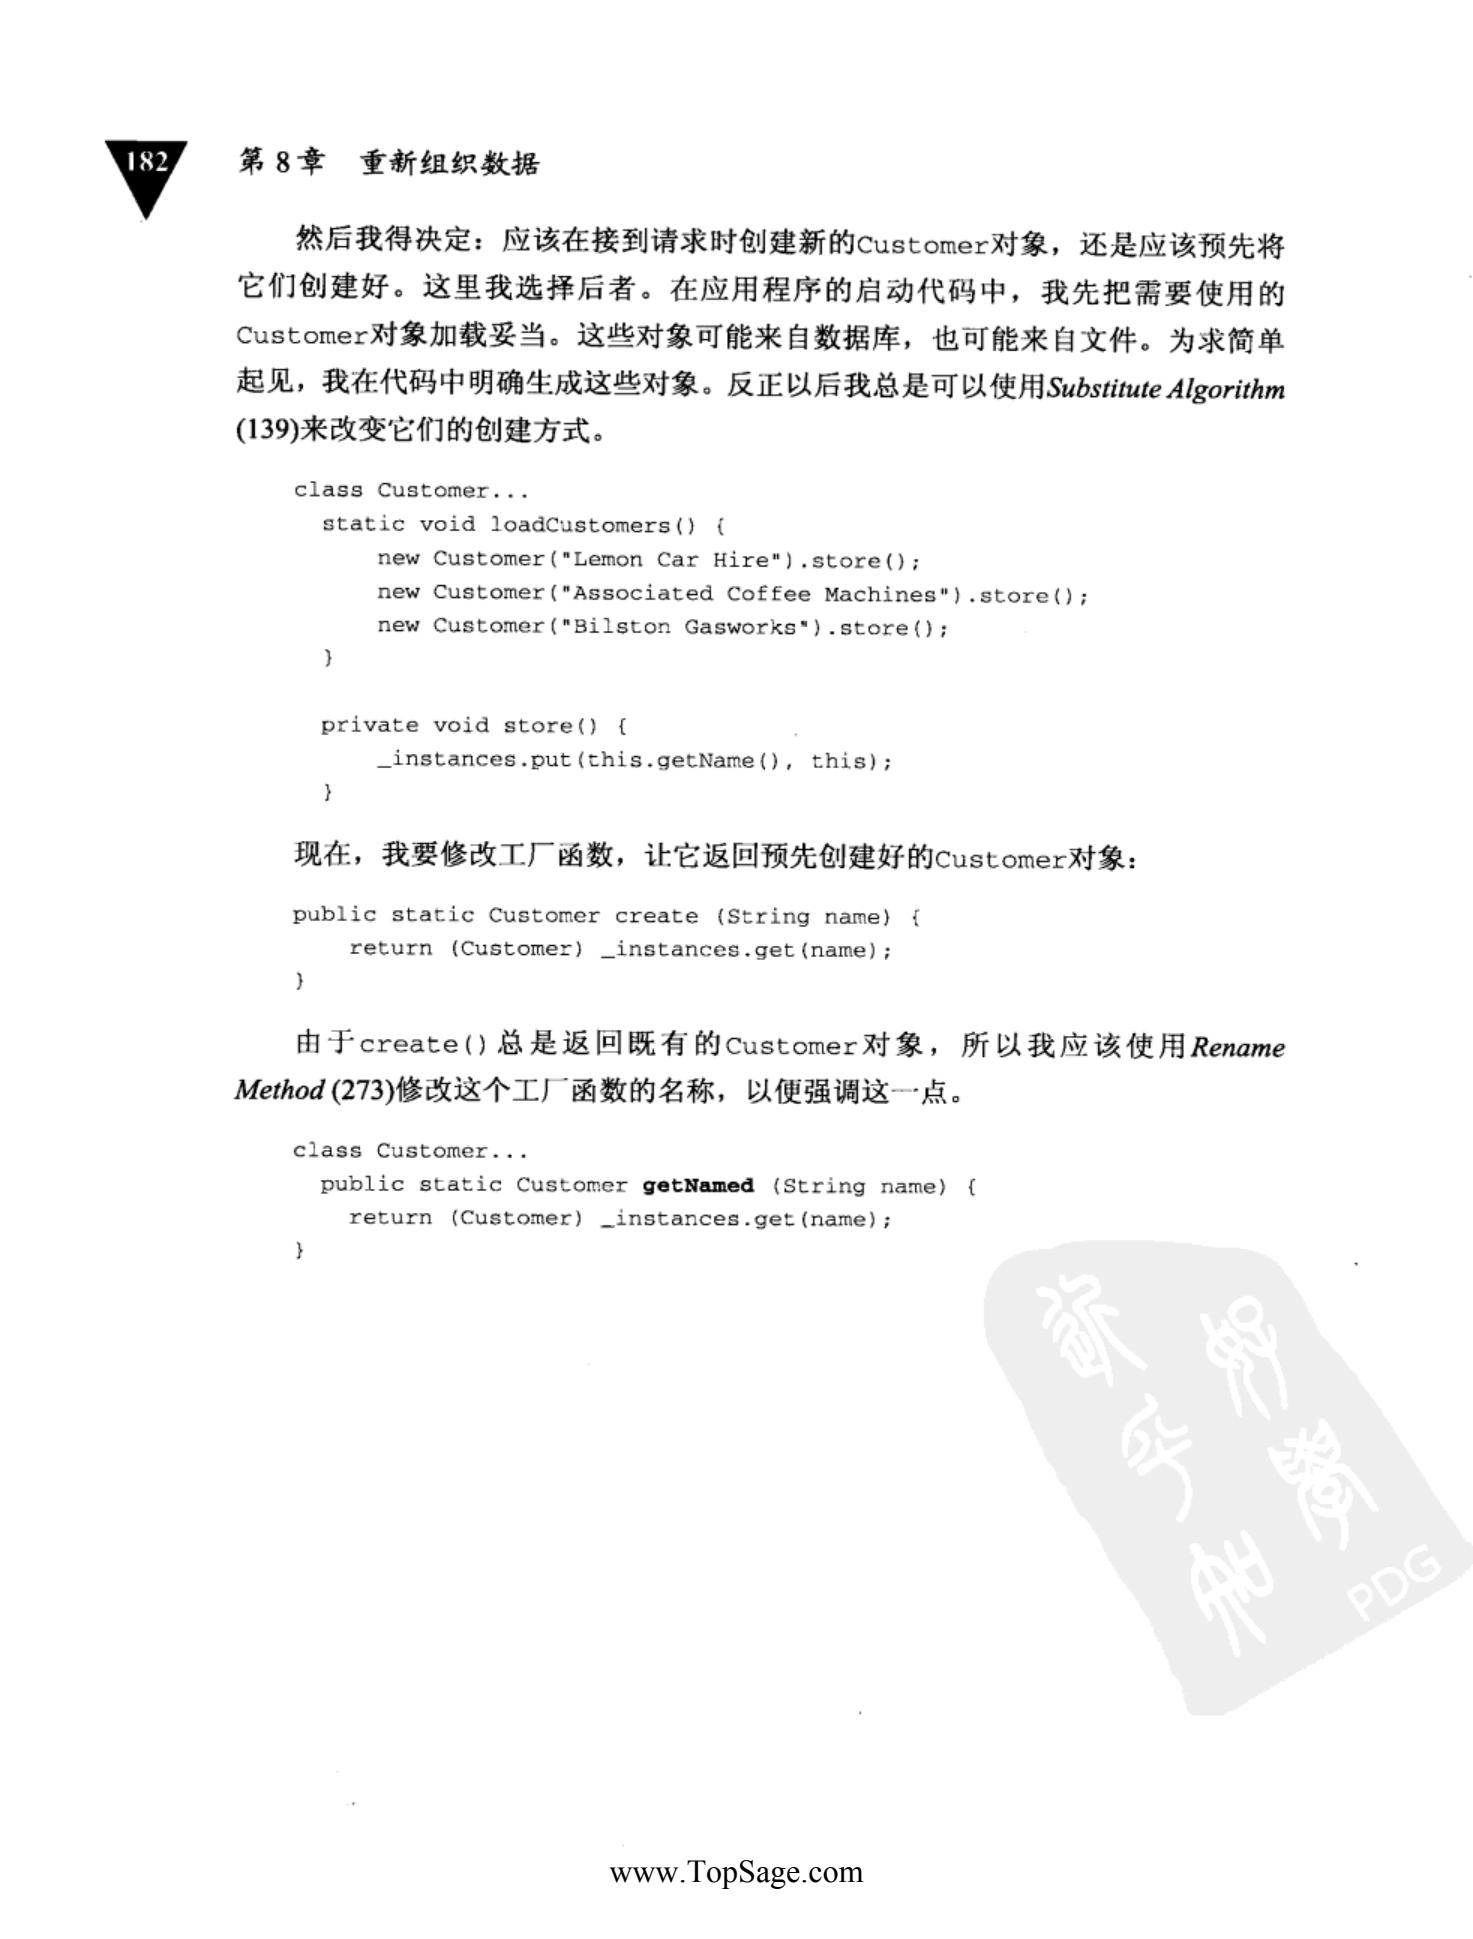 182
第 8 章 重新组织数据
然后我得决定：应该在接到请求时创建新的Customer对象，还是应该预先将
它们创建好。这里我选择后者。在应用程序的启动代码中，我先把需要使用的
Customer对象加载妥当。这些对象可能来自数据库，也可能来自文件。为求简单
起见，我在代码中明确生成这些对象。反正以后我总是可以使用Substitute Algorithm
(139)来改变它们的创建方式。
class Customer...
static void loadCustomers() {
new Customer("Lemon Car Hire").store();
new Customer("Associated Coffee Machines").store();
new Customer("Bilston Gasworks").store();
}
private void store() {
_instances.put(this.getName(), this);
}
现在，我要修改工厂函数，让它返回预先创建好的Customer对象：
public static Customer create (String name) {
return (Customer) _instances.get(name);
}
由于create()总是返回既有的Customer对象，所以我应该使用Rename
Method (273)修改这个工厂函数的名称，以便强调这一点。
class Customer...
public static Customer getNamed (String name) {
return (Customer) _instances.get(name);
}
PDG
www.TopSage.com